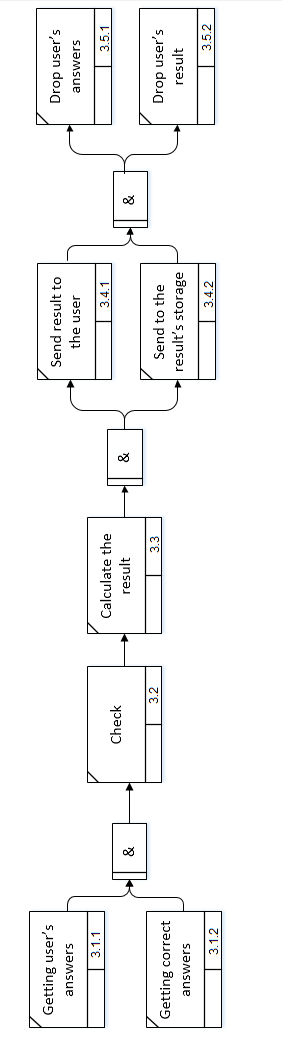 Getting user's
answers
3.1.1
Getting correct
answers
3.1.2
&
Check
3.2
Calculate the
result
3.3
&
Send result to
the user
3.4.1
Send to the
result's storage
3.4.2
&
Drop user's
answers
3.5.1
Drop user's
result
3.5.2